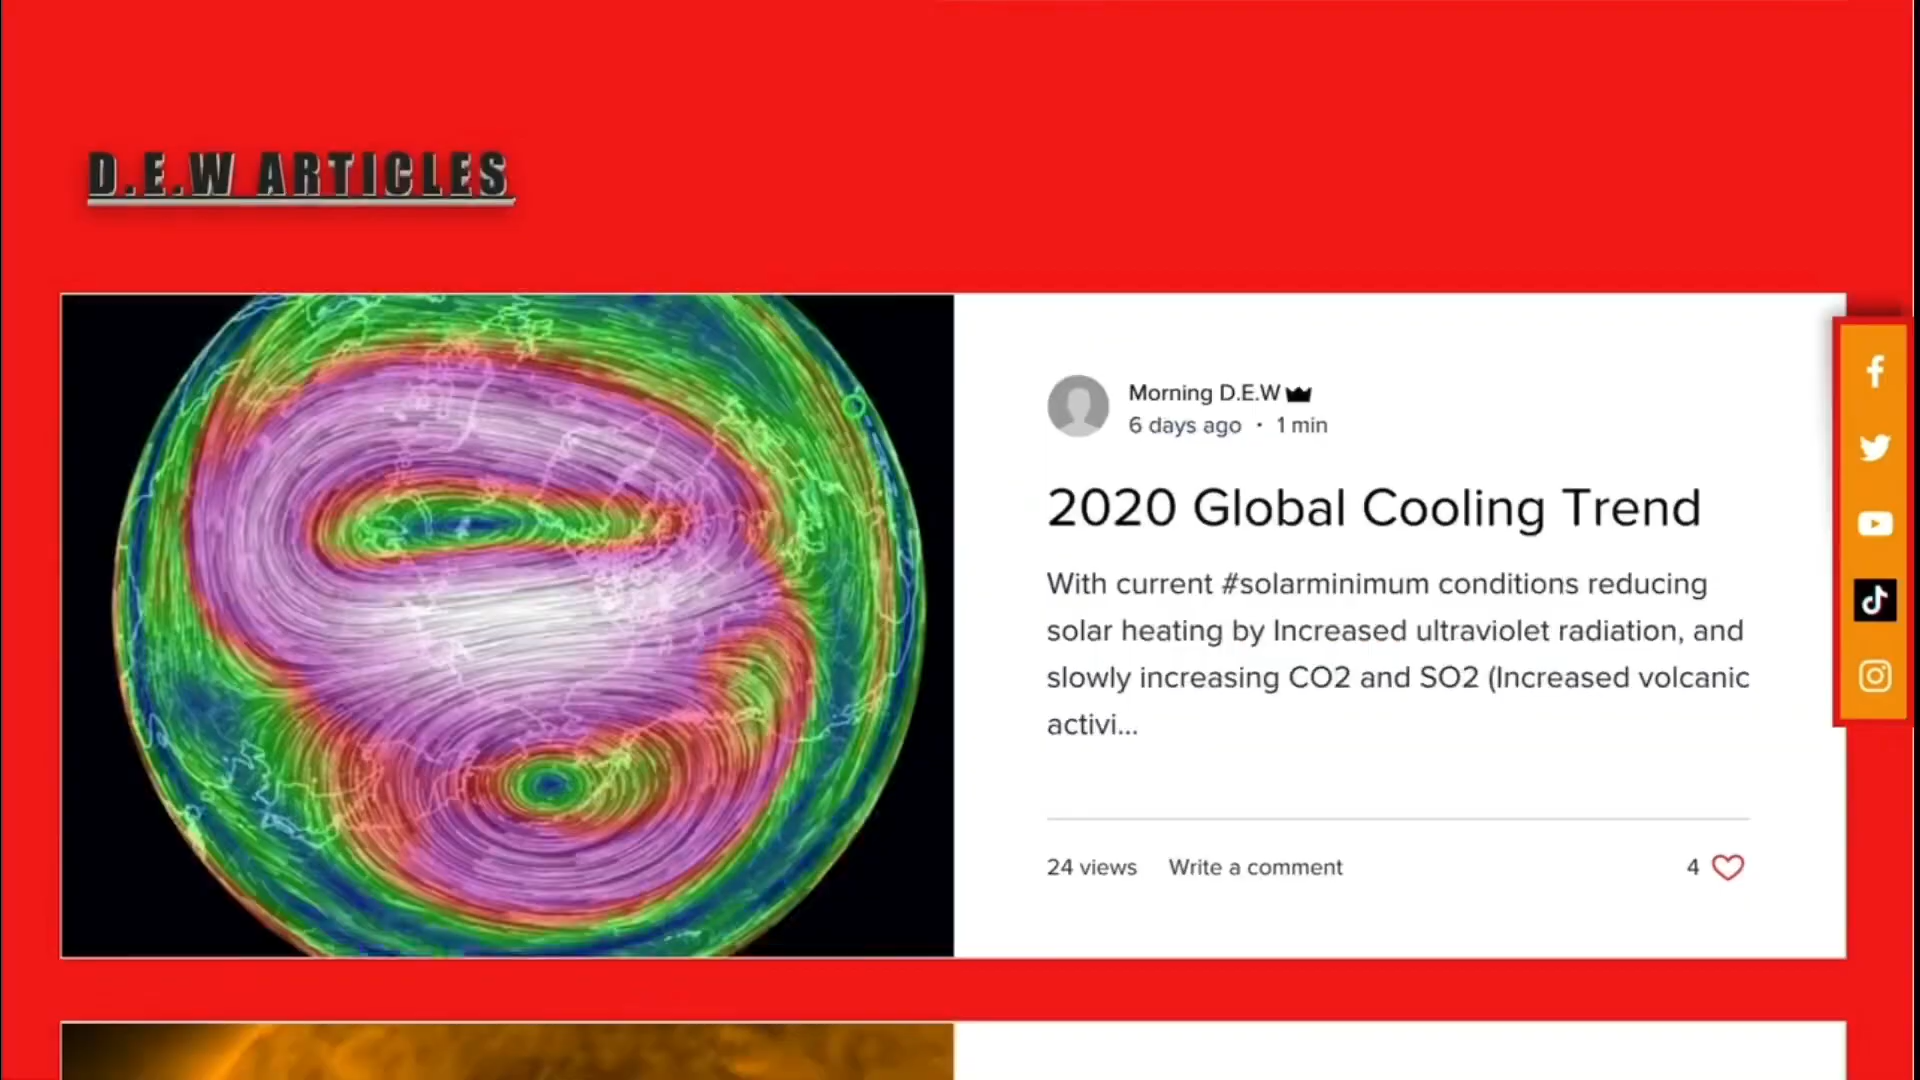 D.E.W ARTICLES
Morning D.E.W
6 days ago · 1 min
2020 Global Cooling Trend
With current #solarminimum conditions reducing
solar heating by Increased ultraviolet radiation, and
slowly increasing CO2 and SO2 (Increased volcanic
activi...
24 views Write a comment 4